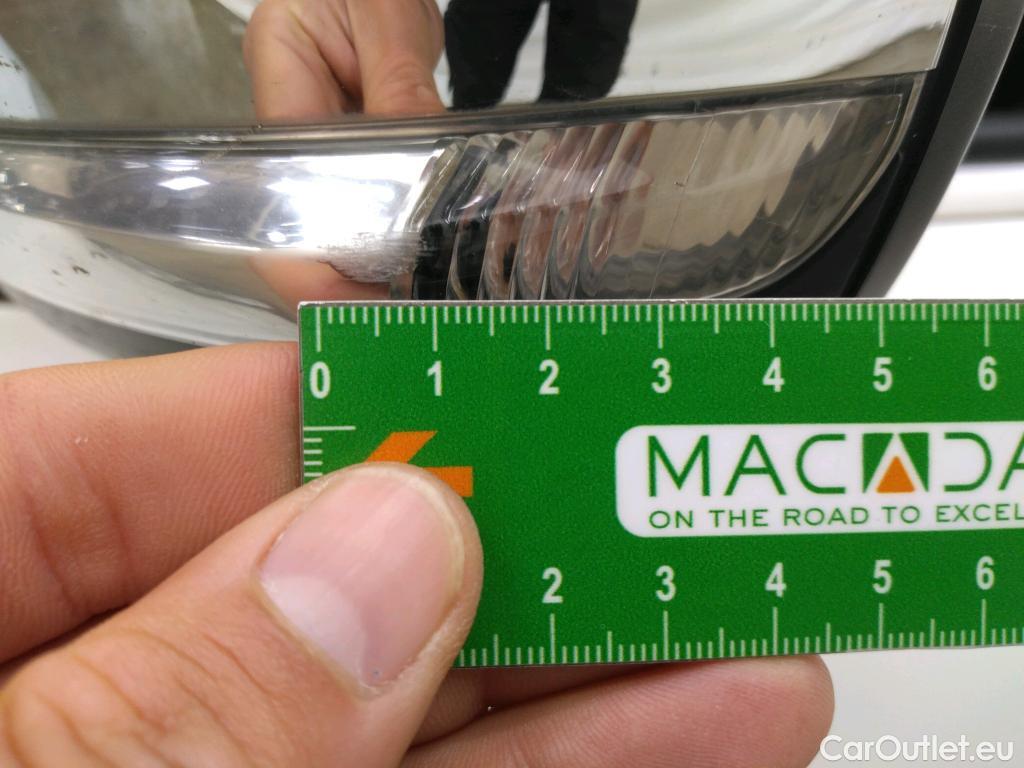 0 1 2 3 4 5 6
MACADA
ON THE ROAD TO EXCEL
2 3 4 5 6
CarOutlet.eu